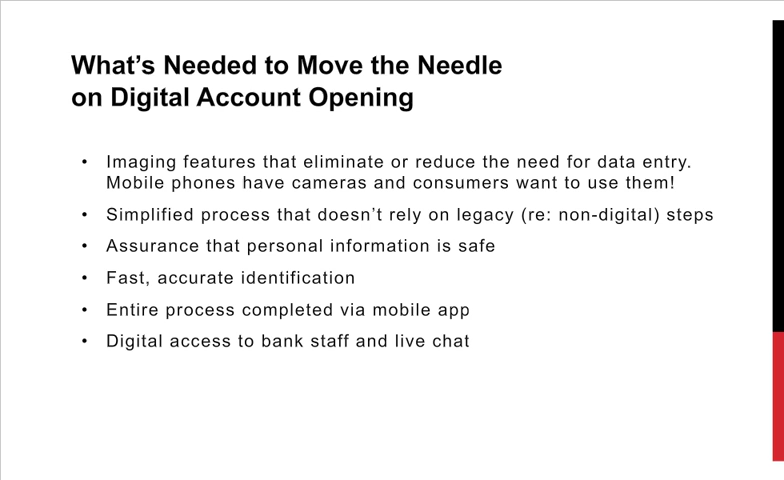 What’s Needed to Move the Needle
on Digital Account Opening
• Imaging features that eliminate or reduce the need for data entry.
Mobile phones have cameras and consumers want to use them!
• Simplified process that doesn’t rely on legacy (re: non-digital) steps
• Assurance that personal information is safe
• Fast, accurate identification
• Entire process completed via mobile app
• Digital access to bank staff and live chat